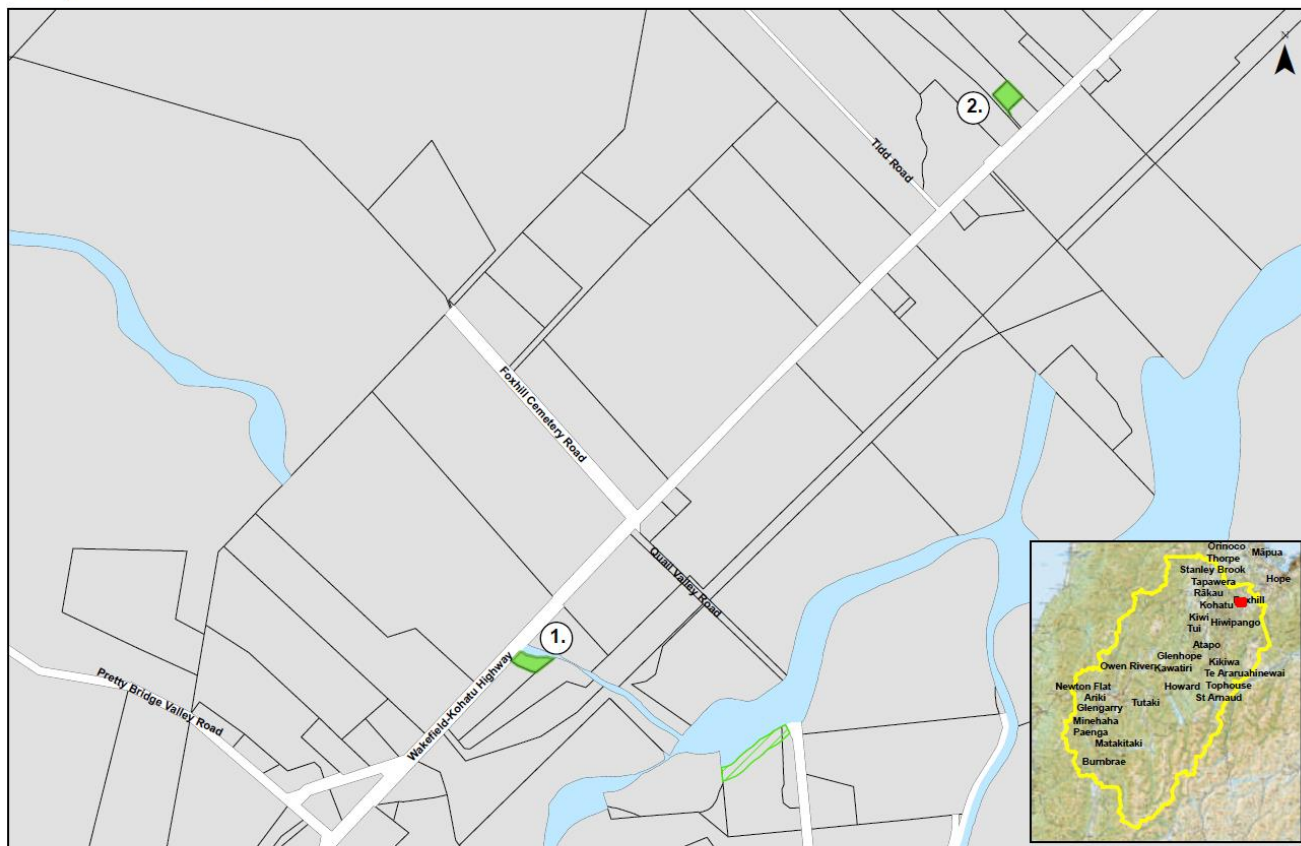 N
2.
Tidd Road
Foxhill Cemetery Road
Quail Valley Road
1.
Wakefield-Kohatu Highway
Pretty Bridge Valley Road
Orinoco
Thorpe
Māpua
Stanley Brook
Tapawera
Hope
Rākau
Kohatu
Kiwi
Tui
Hiwipango
Atapo
Glenhope
Owen River
Kawatiri
Kikiwa
Te Araruahinewai
Newton Flat
Howard
Tophouse
Ariki
Tutaki
St Arnaud
Glengarry
Minehaha
Paenga
Matakitaki
Burnbrae